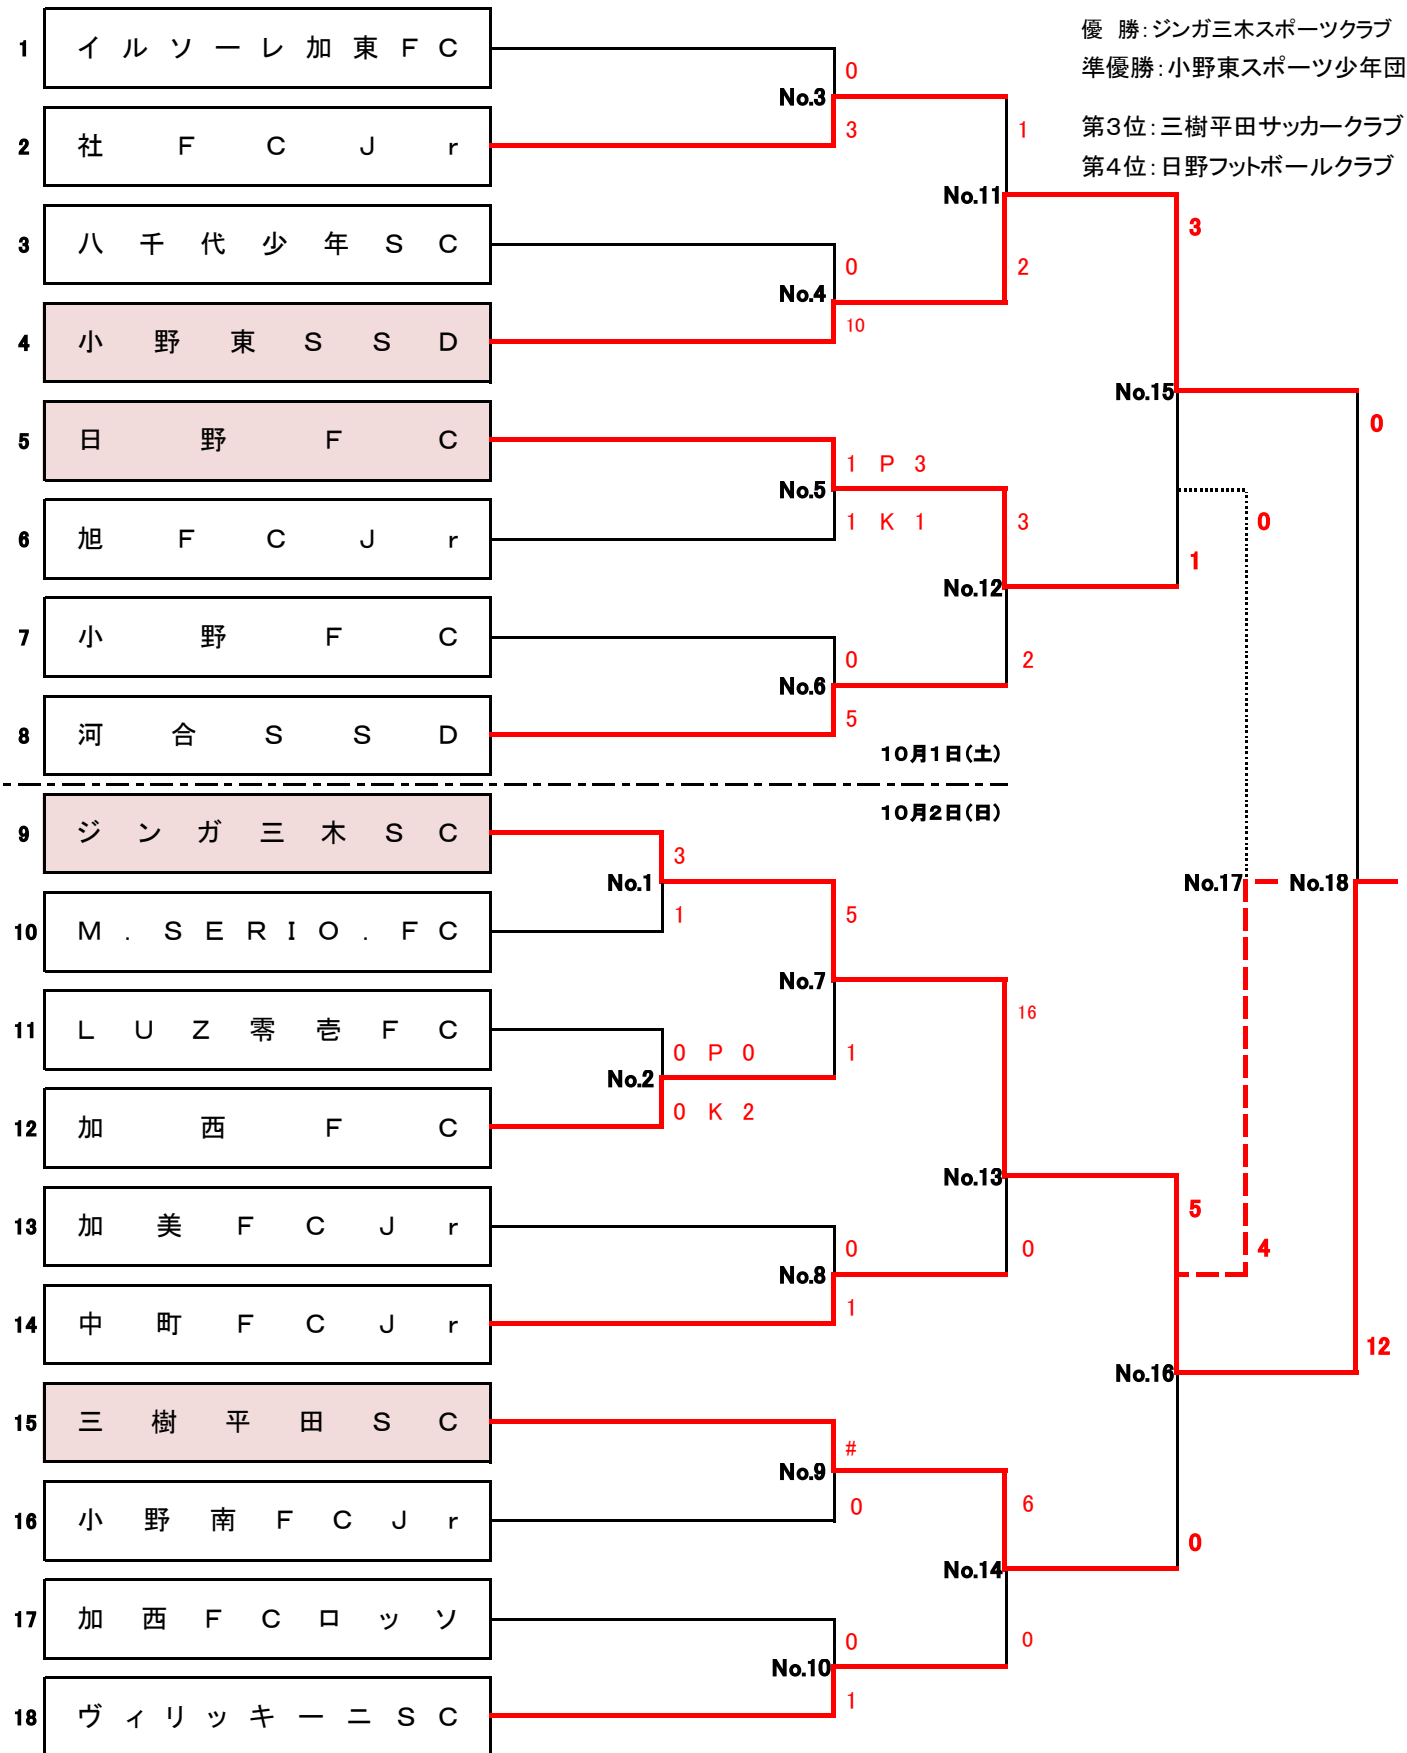 優 勝：ジンガ三木スポーツクラブ
準優勝：小野東スポーツ少年団
第3位：三樹平田サッカークラブ
第4位：日野フットボールクラブ
1 イルソーレ加東FC
0
No.3
2 社FCJr
3
1
No.11
3 八千代少年SC
3
0
2
No.4
4 小野東SSD
10
No.15
5 日野FC
0
1 P 3
No.5
1 K 1
3
0
6 旭FCJr
1
No.12
7 小野FC
0
2
No.6
5
8 河合SSD
10月1日(土)
10月2日(日)
9 ジンガ三木SC
3
No.1
No.17
No.18
1
5
10 M.SERIO.FC
No.7
16
11 LUZ零壱FC
0 P 0
1
No.2
0 K 2
12 加西FC
No.13
5
13 加美FCJr
0
0
4
No.8
1
14 中町FCJr
12
No.16
15 三樹平田SC
#
No.9
0
6
16 小野南FCJr
0
No.14
17 加西FCロッソ
0
0
No.10
1
18 ヴィリッキーニSC